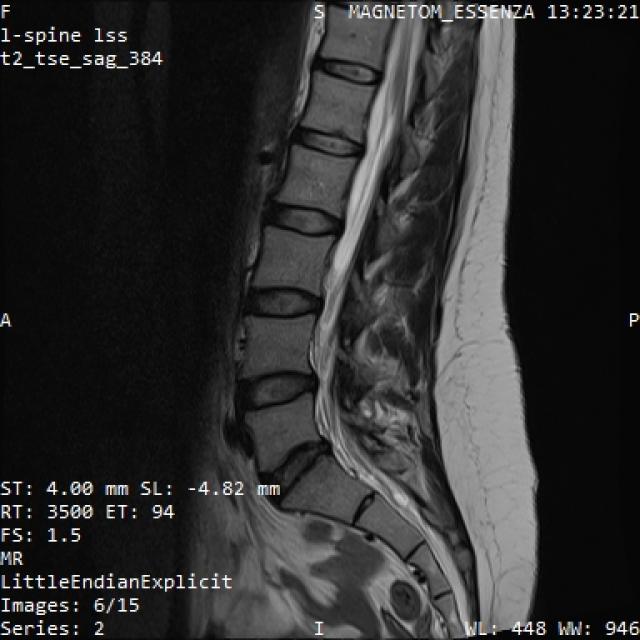 F
S
MAGNETOM_ESSENZA 13:23:21
l-spine lss
t2_tse_sag_384
A
P
ST: 4.00 mm SL: -4.82 mm
RT: 3500 ET: 94
FS: 1.5
MR
LittleEndianExplicit
Images: 6/15
Series: 2
I
WL: 448 WW: 946